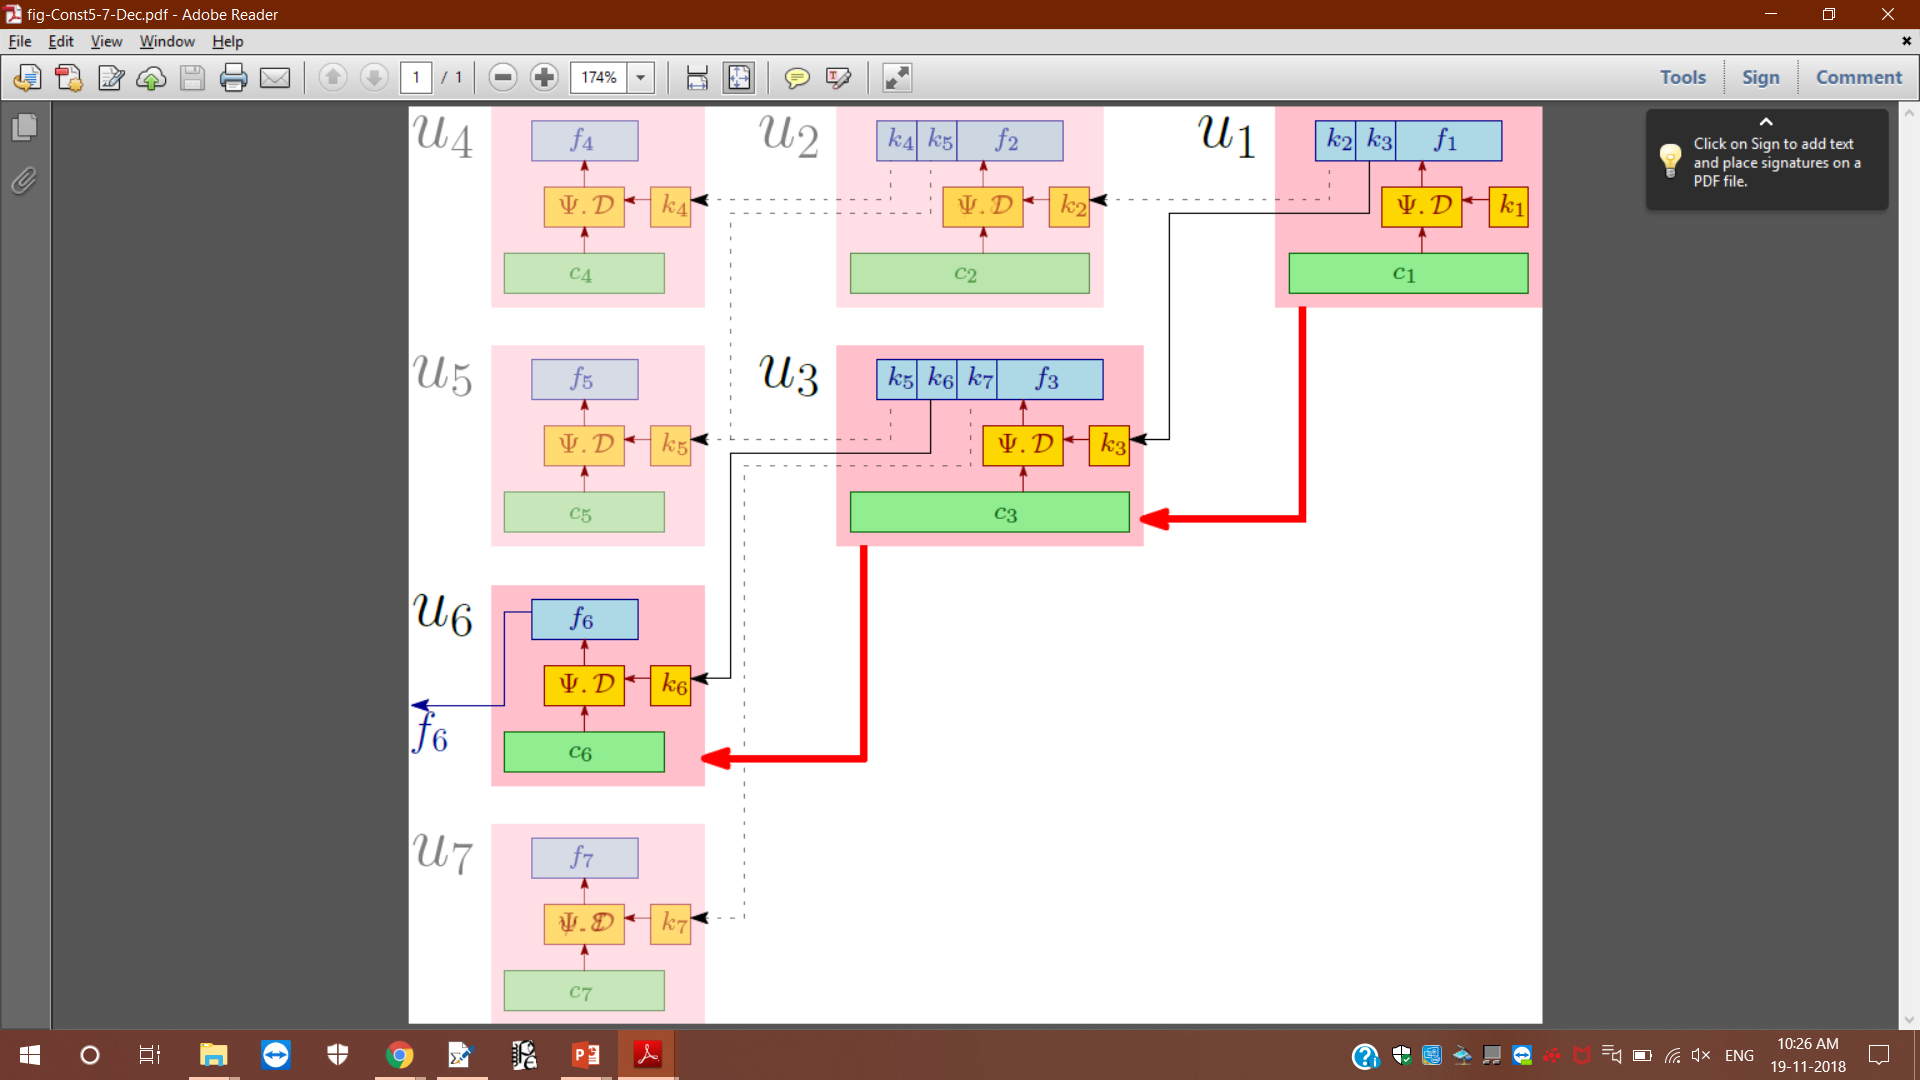 fig-Const5-7-Dec.pdf - Adobe Reader
File Edit View Window Help
1 / 1 174% Tools Sign Comment
Click on Sign to add text
and place signatures on a
PDF file.
u4 f4 u2 k4 k5 f2 u1 k2 k3 f1
Ψ.D k4 Ψ.D k2 Ψ.D k1
c4 c2 c1
u5 f5 u3 k5 k6 k7 f3
Ψ.D k5 Ψ.D k3
c5 c3
u6 f6
Ψ.D k6
f6
c6
u7 f7
k7
c7
ENG 10:26 AM
19-11-2018